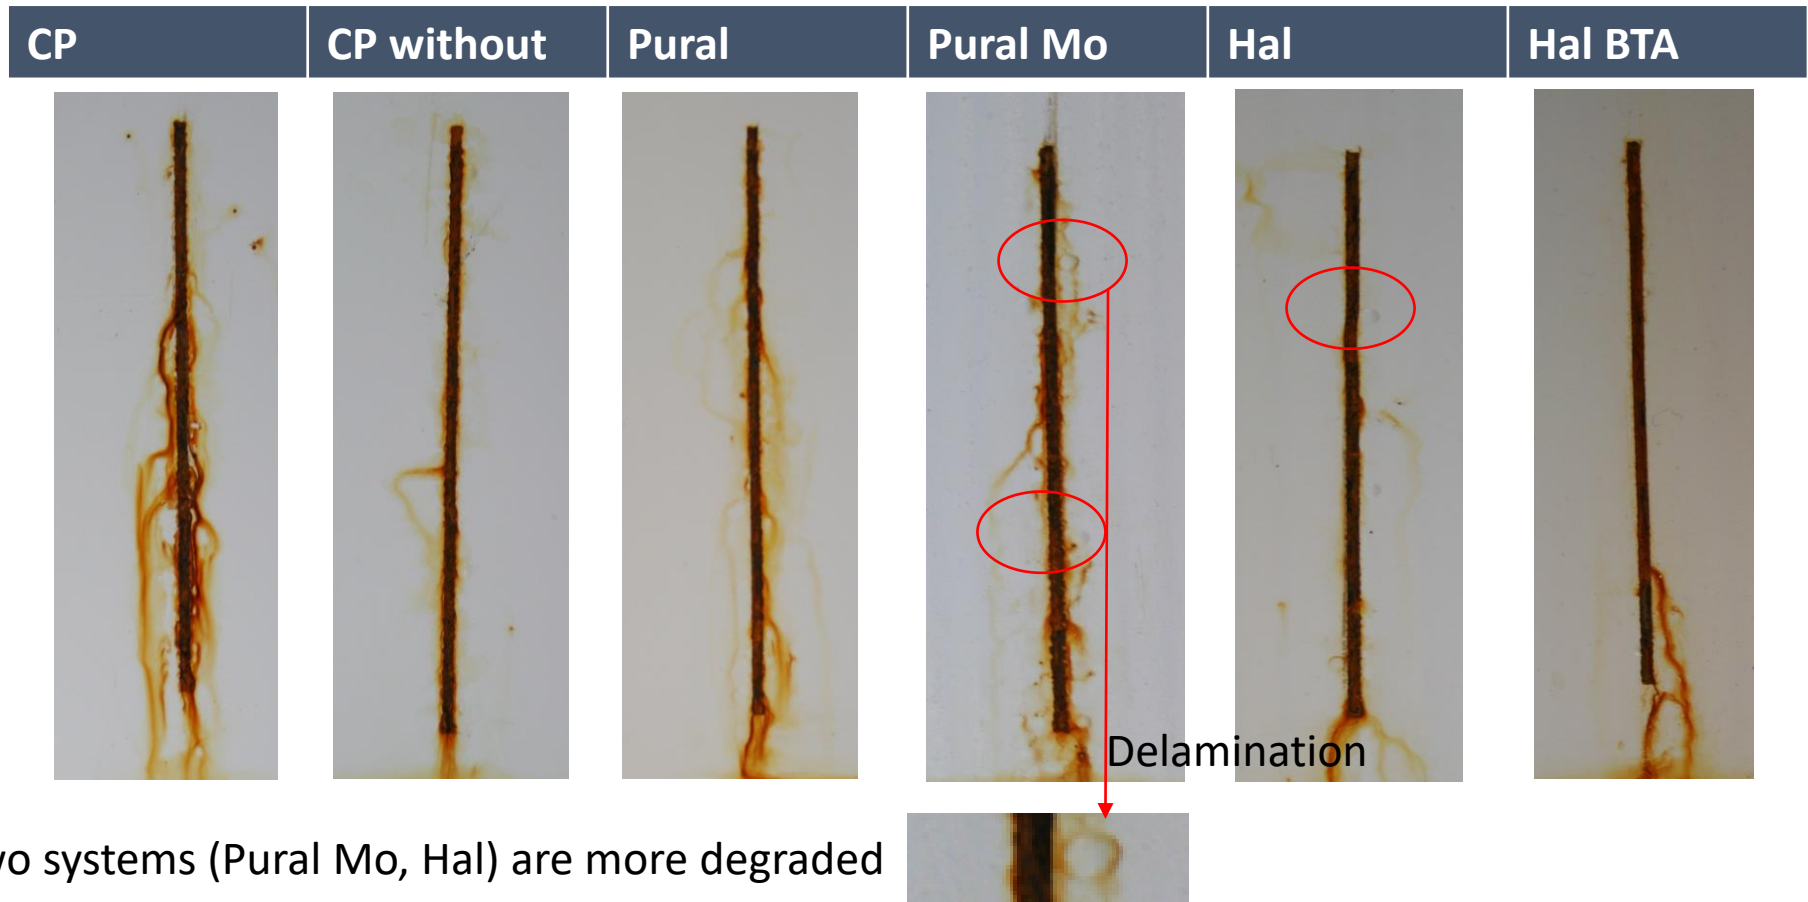 CP
CP without
Pural
Pural Mo
Hal
Hal BTA
Delamination
systems (Pural Mo, Hal) are more degraded